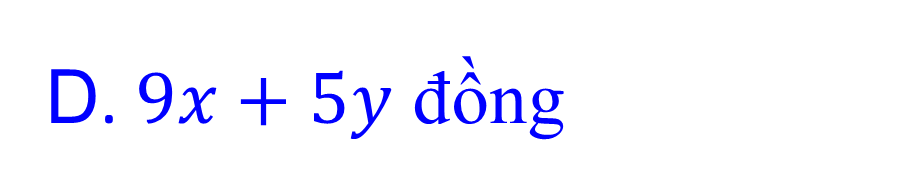 D. 9x + 5y đồng